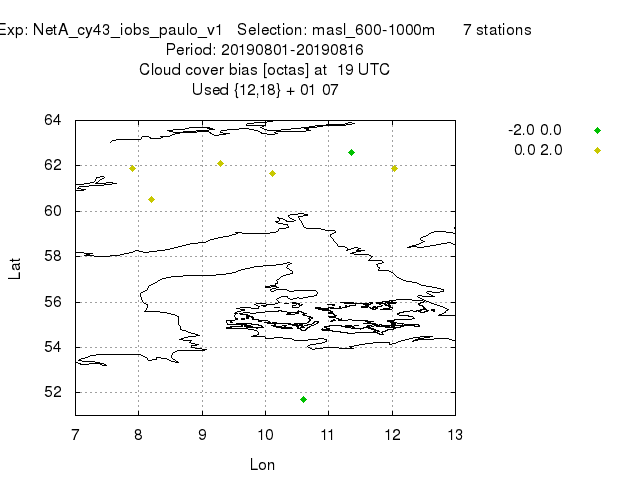 Exp: NetA_cy43_iobs_paulo_v1 Selection: masl_600-1000m 7 stations
Period: 20190801-20190816
Cloud cover bias [octas] at 19 UTC
Used {12,18} + 01 07
-2.0 0.0
0.0 2.0
64
62
60
58
56
54
52
Lat
7 8 9 10 11 12 13
Lon